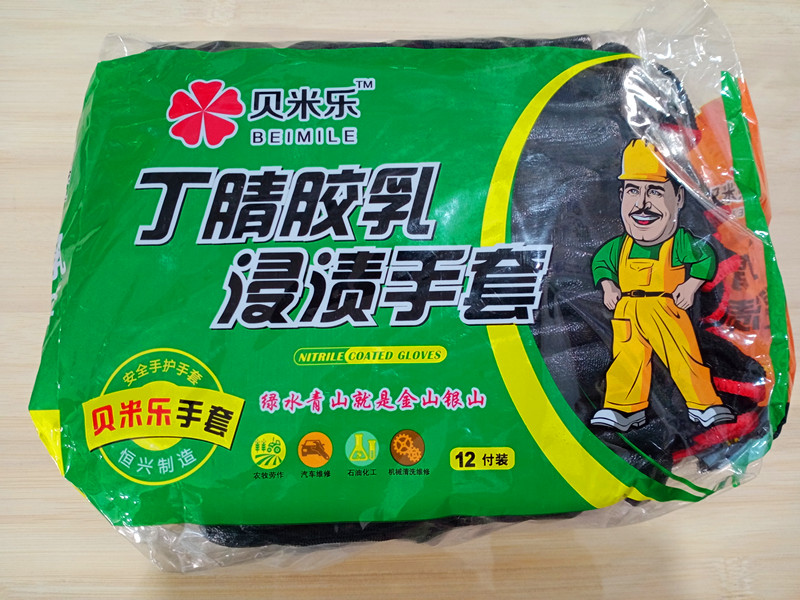 贝米乐™
BEIMILE
丁腈胶乳
浸渍手套
NITRILE COATED GLOVES
安全手护手套
贝米乐手套
恒兴制造
绿水青山就是金山银山
农牧劳作 汽车维修 石油化工 机械清洗维修
12 付装